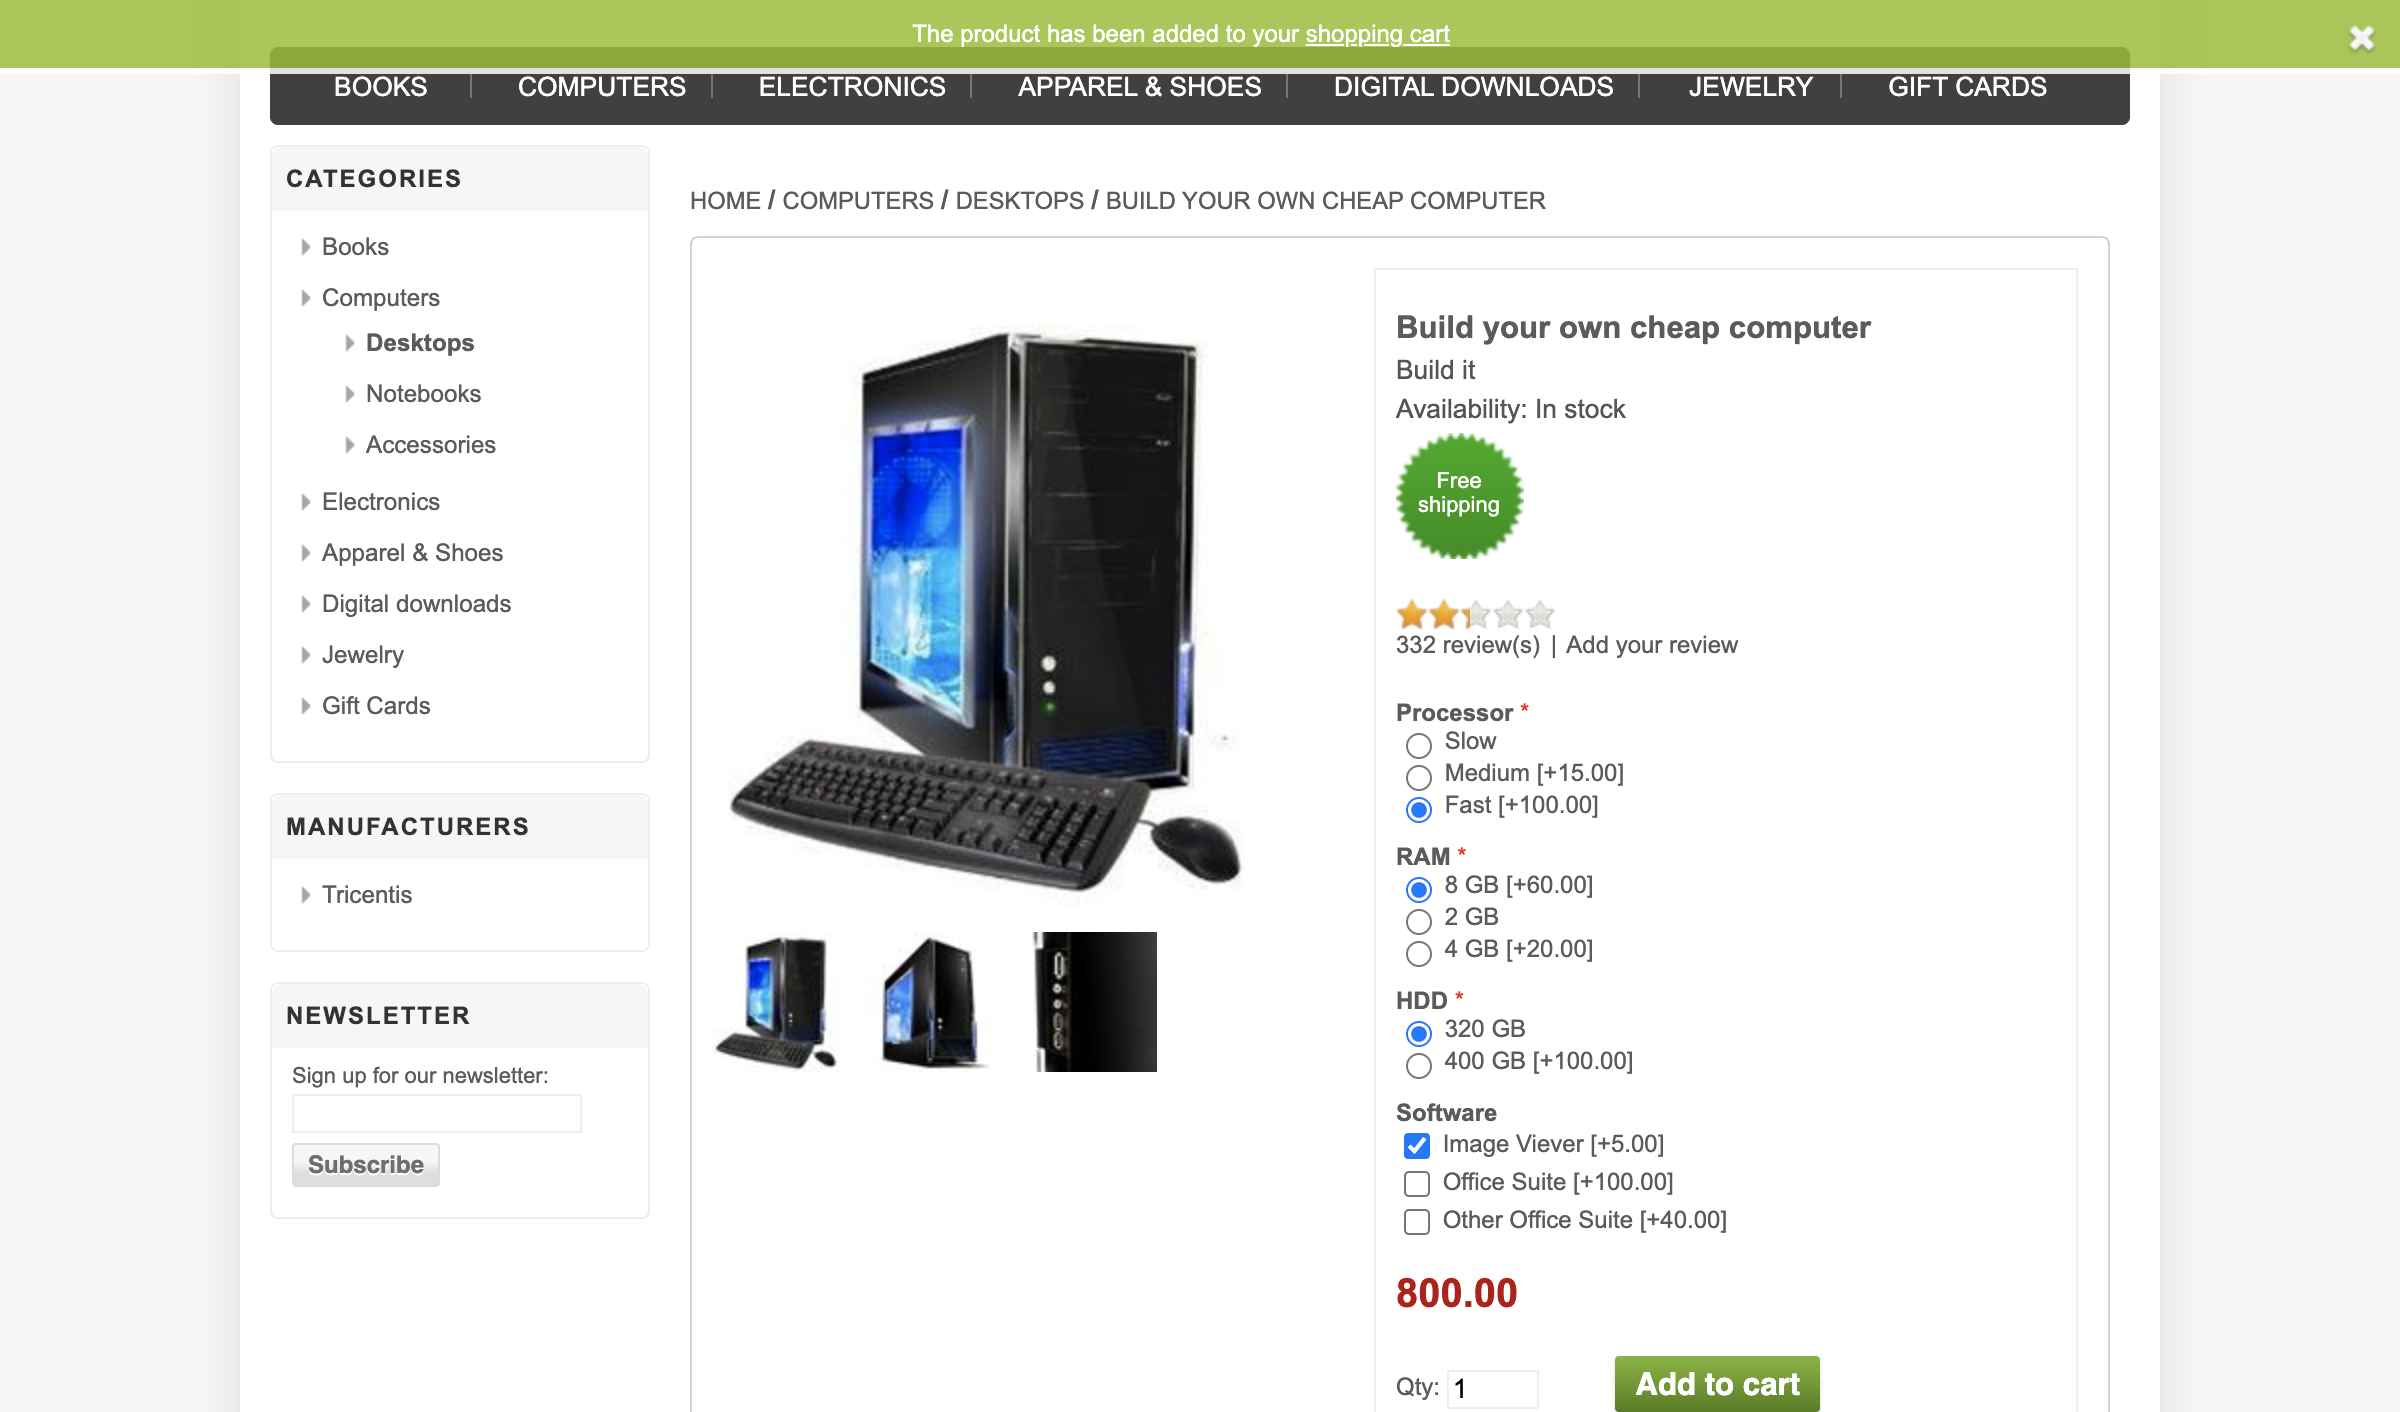 The product has been added to your shopping cart
BOOKS
COMPUTERS
ELECTRONICS
APPAREL & SHOES
DIGITAL DOWNLOADS
JEWELRY
GIFT CARDS
CATEGORIES
Books
Computers
Desktops
Notebooks
Accessories
Electronics
Apparel & Shoes
Digital downloads
Jewelry
Gift Cards
MANUFACTURERS
Tricentis
NEWSLETTER
Sign up for our newsletter:
Subscribe
HOME / COMPUTERS / DESKTOPS / BUILD YOUR OWN CHEAP COMPUTER
Build your own cheap computer
Build it
Availability: In stock
Free
shipping
332 review(s) | Add your review
Processor *
Slow
Medium [+15.00]
Fast [+100.00]
RAM *
8 GB [+60.00]
2 GB
4 GB [+20.00]
HDD *
320 GB
400 GB [+100.00]
Software
Image Viever [+5.00]
Office Suite [+100.00]
Other Office Suite [+40.00]
800.00
Qty: 1
Add to cart